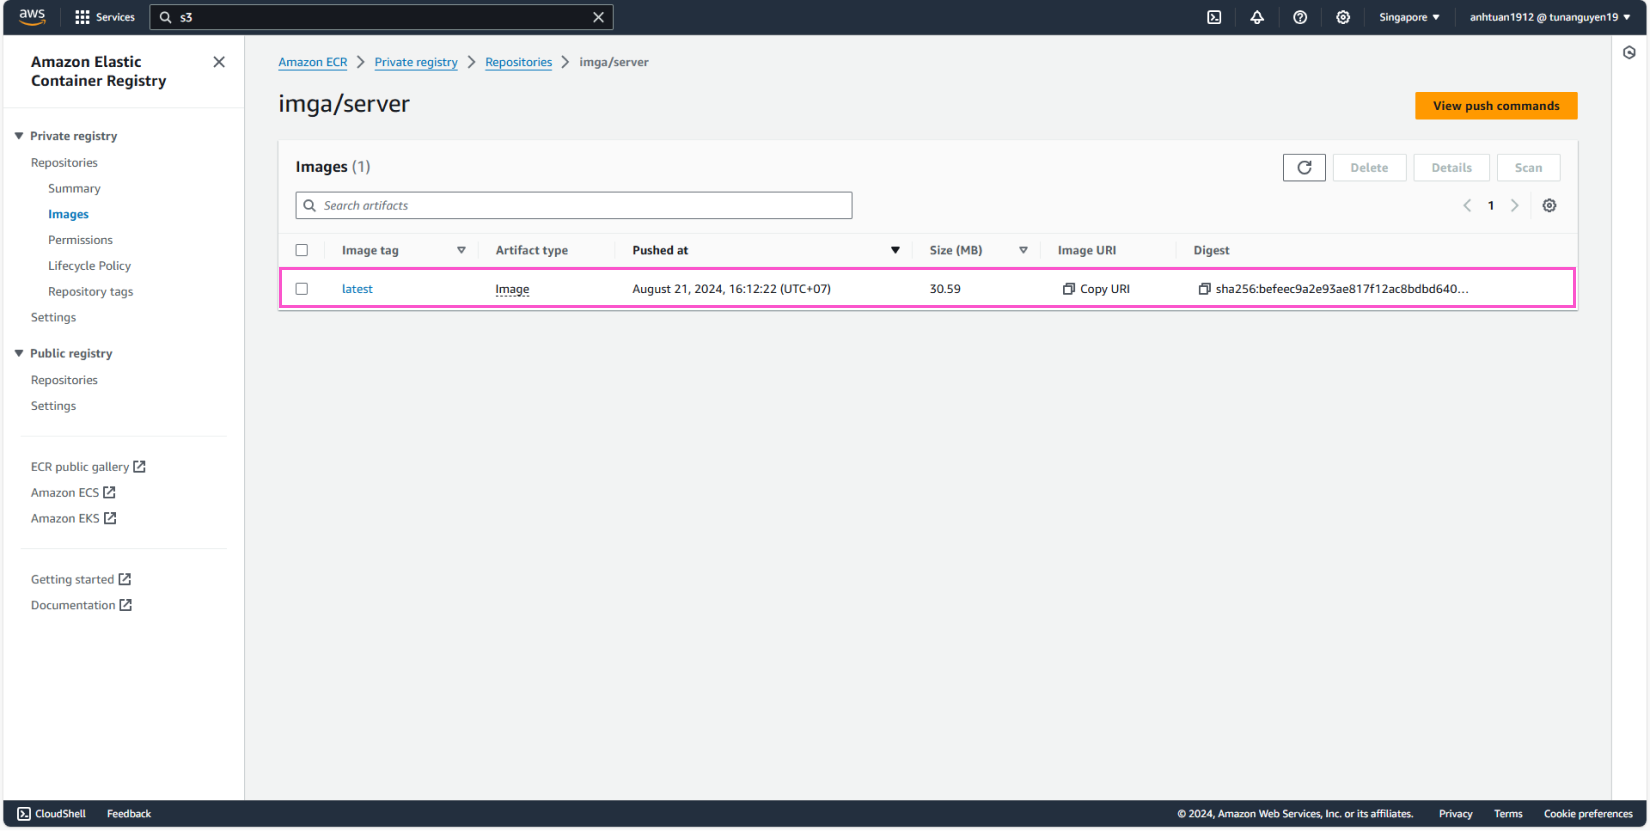 aws Services s3 Singapore anhtuan1912 @ tunanguyen19
Amazon Elastic
Container Registry
Private registry
Repositories
Summary
Images
Permissions
Lifecycle Policy
Repository tags
Settings
Public registry
Repositories
Settings
ECR public gallery
Amazon ECS
Amazon EKS
Getting started
Documentation
Amazon ECR Private registry Repositories imga/server
imga/server
View push commands
Images (1)
Delete Details Scan
Search artifacts
1
Image tag Artifact type Pushed at Size (MB) Image URI Digest
latest Image August 21, 2024, 16:12:22 (UTC+07) 30.59 Copy URI sha256:befeec9a2e93ae817f12ac8bdbd640...
CloudShell Feedback © 2024, Amazon Web Services, Inc. or its affiliates. Privacy Terms Cookie preferences